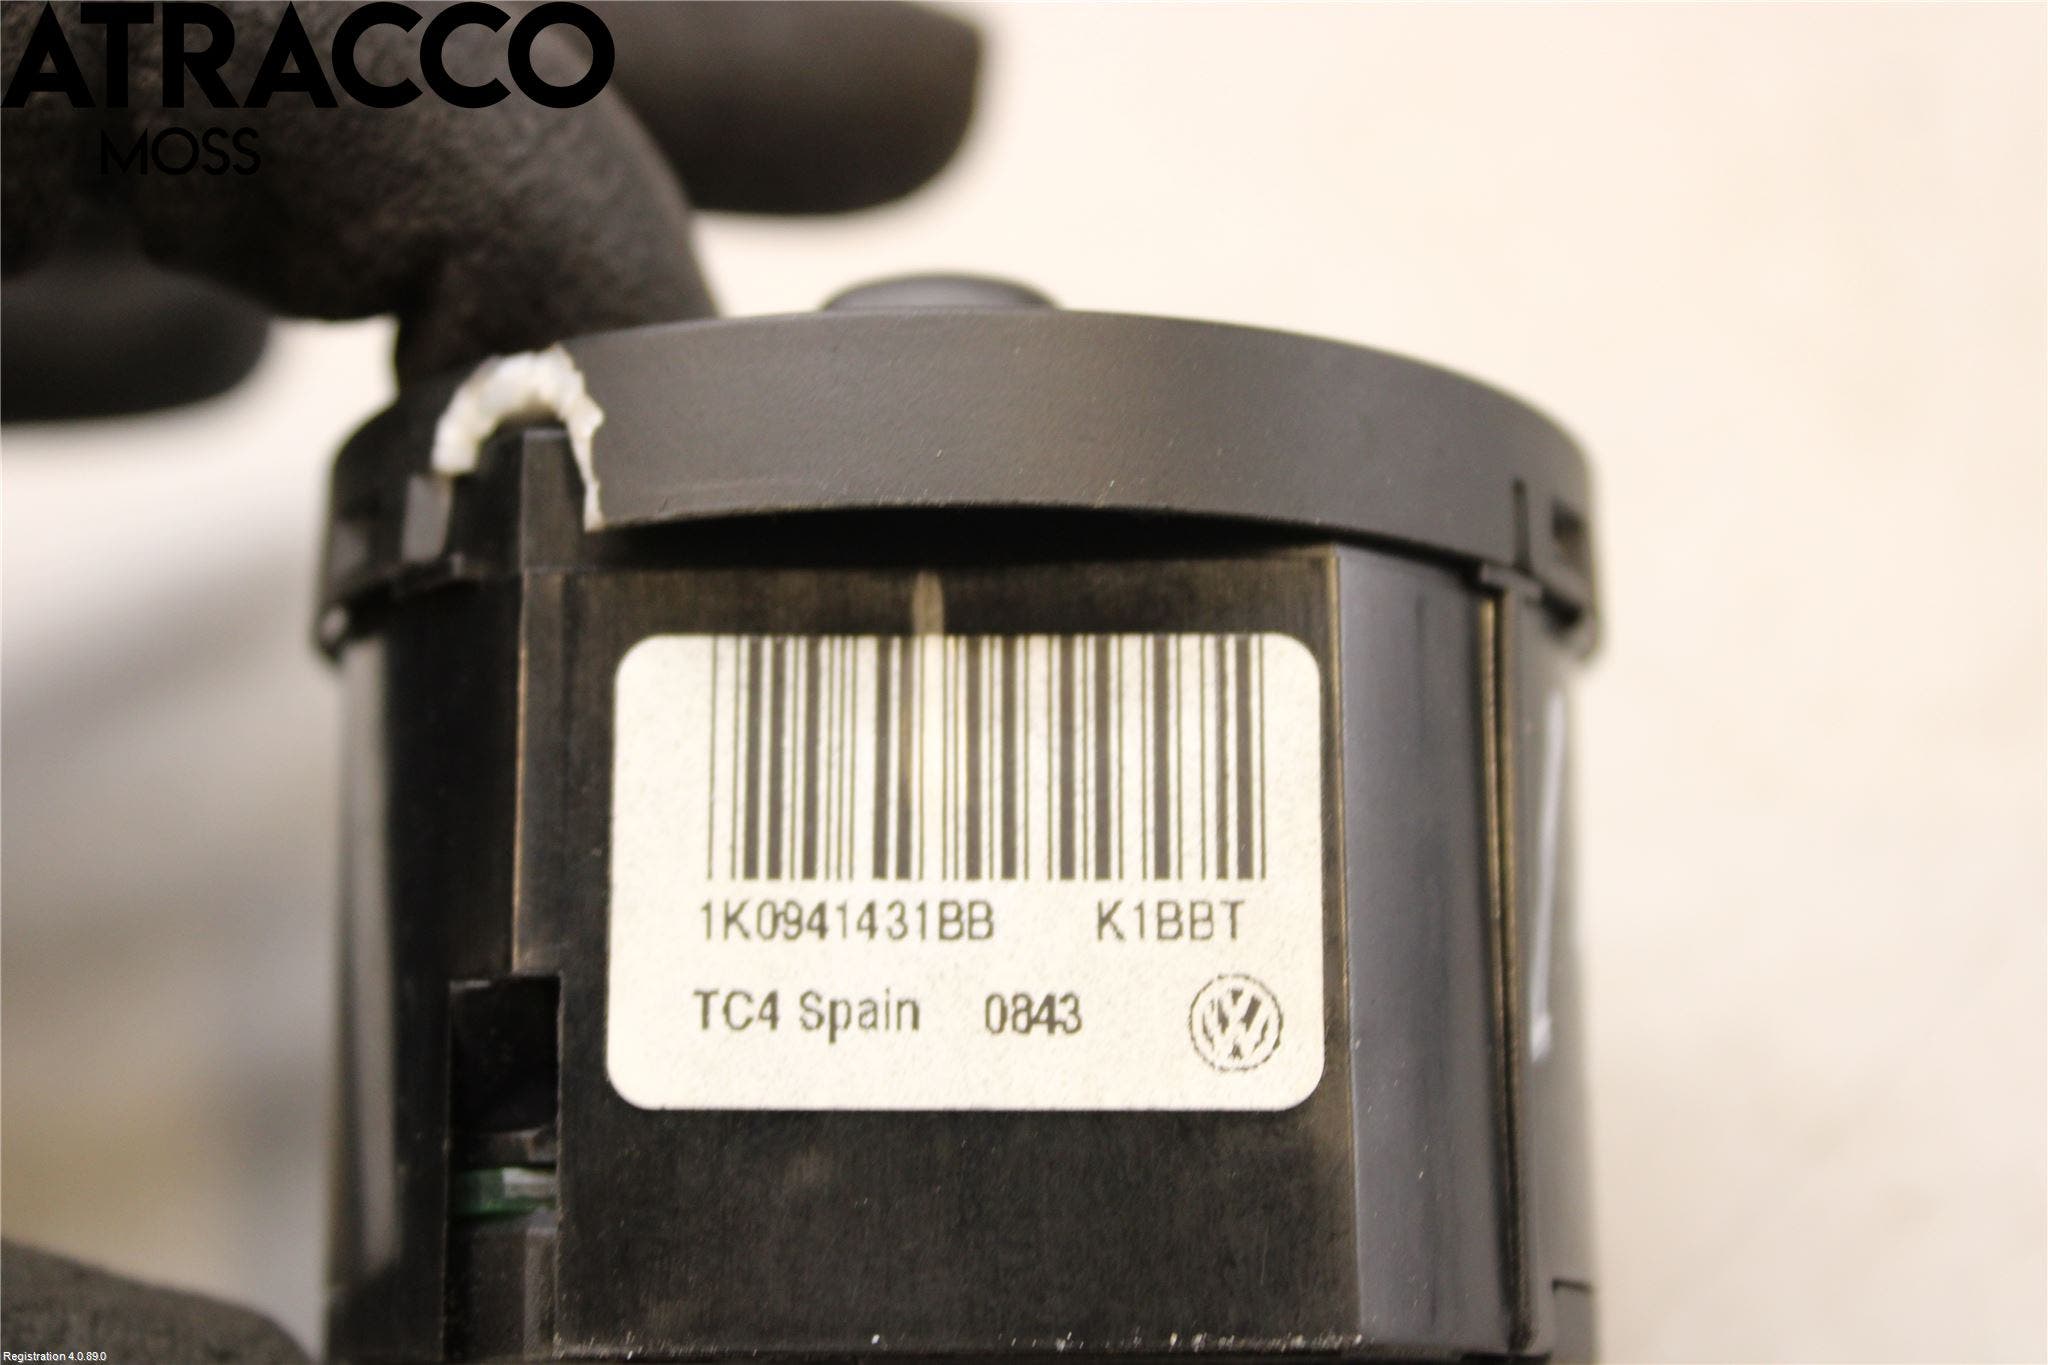 ATRACCO
MOSS
1K0941431BB K1BBT
TC4 Spain 0843
Registration 4.0.89.0